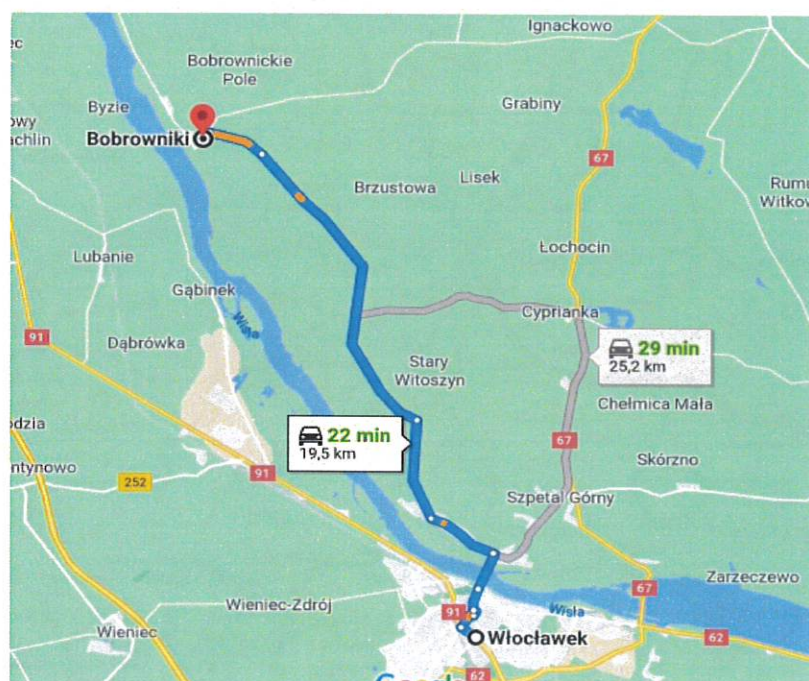 Ignackowo
Bobrownickie
Pole
Byzie
Grabiny
achlin
Bobrowniki
67
Lisek
Brzustowa
Łochocin
Lubanie
Gąbinek
Wisła
Cyprianka
91
Dąbrówka
29 min
25,2 km
Stary
Witoszyn
Chełmica Mała
22 min
19,5 km
67
Skórzno
91
252
Szpetal Górny
Zarzeczewo
67
Wieniec-Zdrój
91
Wisła
Wieniec
Włocławek
62
62